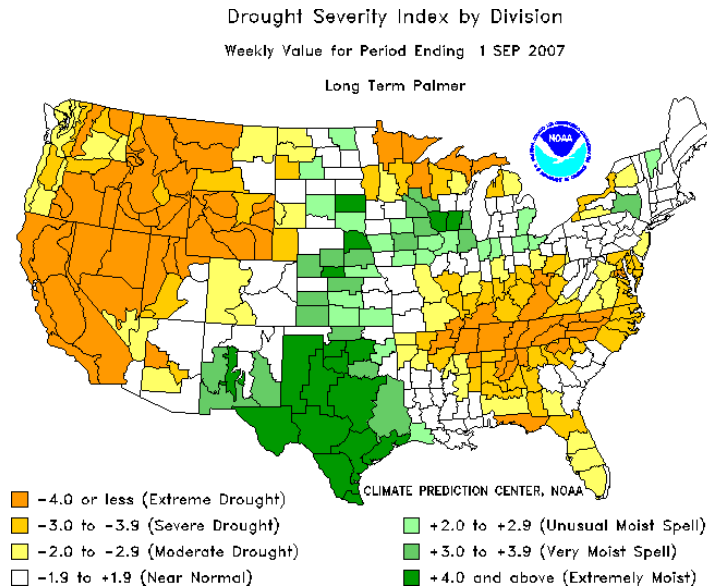 Drought Severity Index by Division
Weekly Value for Period Ending 1 SEP 2007
Long Term Palmer
NOAA
CLIMATE PREDICTION CENTER, NOAA
-4.0 or less (Extreme Drought)
-3.0 to -3.9 (Severe Drought)
-2.0 to -2.9 (Moderate Drought)
-1.9 to +1.9 (Near Normal)
+2.0 to +2.9 (Unusual Moist Spell)
+3.0 to +3.9 (Very Moist Spell)
+4.0 and above (Extremely Moist)